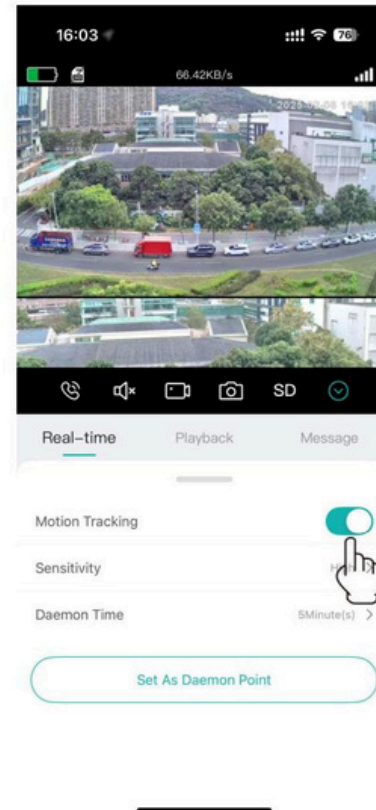 16:03
76
66.42KB/s
SD
Real-time Playback Message
Motion Tracking
Sensitivity
Daemon Time 5Minute(s) >
Set As Daemon Point